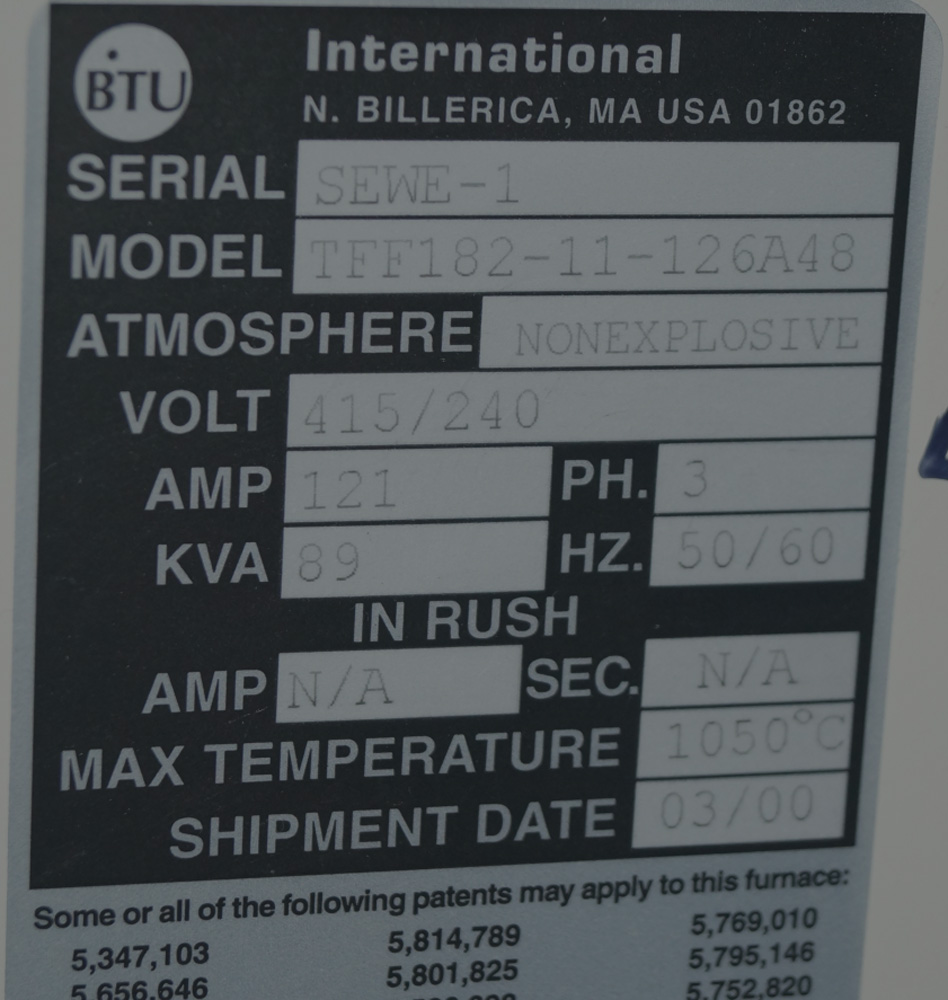 BTU International
N. BILLERICA, MA USA 01862
SERIAL SEWE-1
MODEL TFF182-11-126A48
ATMOSPHERE NONEXPLOSIVE
VOLT 415/240
AMP 121 PH. 3
KVA 89 HZ. 50/60
IN RUSH
AMP N/A SEC. N/A
MAX TEMPERATURE 1050°C
SHIPMENT DATE 03/00
Some or all of the following patents may apply to this furnace:
5,347,103 5,814,789 5,769,010
5,656,646 5,801,825 5,795,146
5,752,820